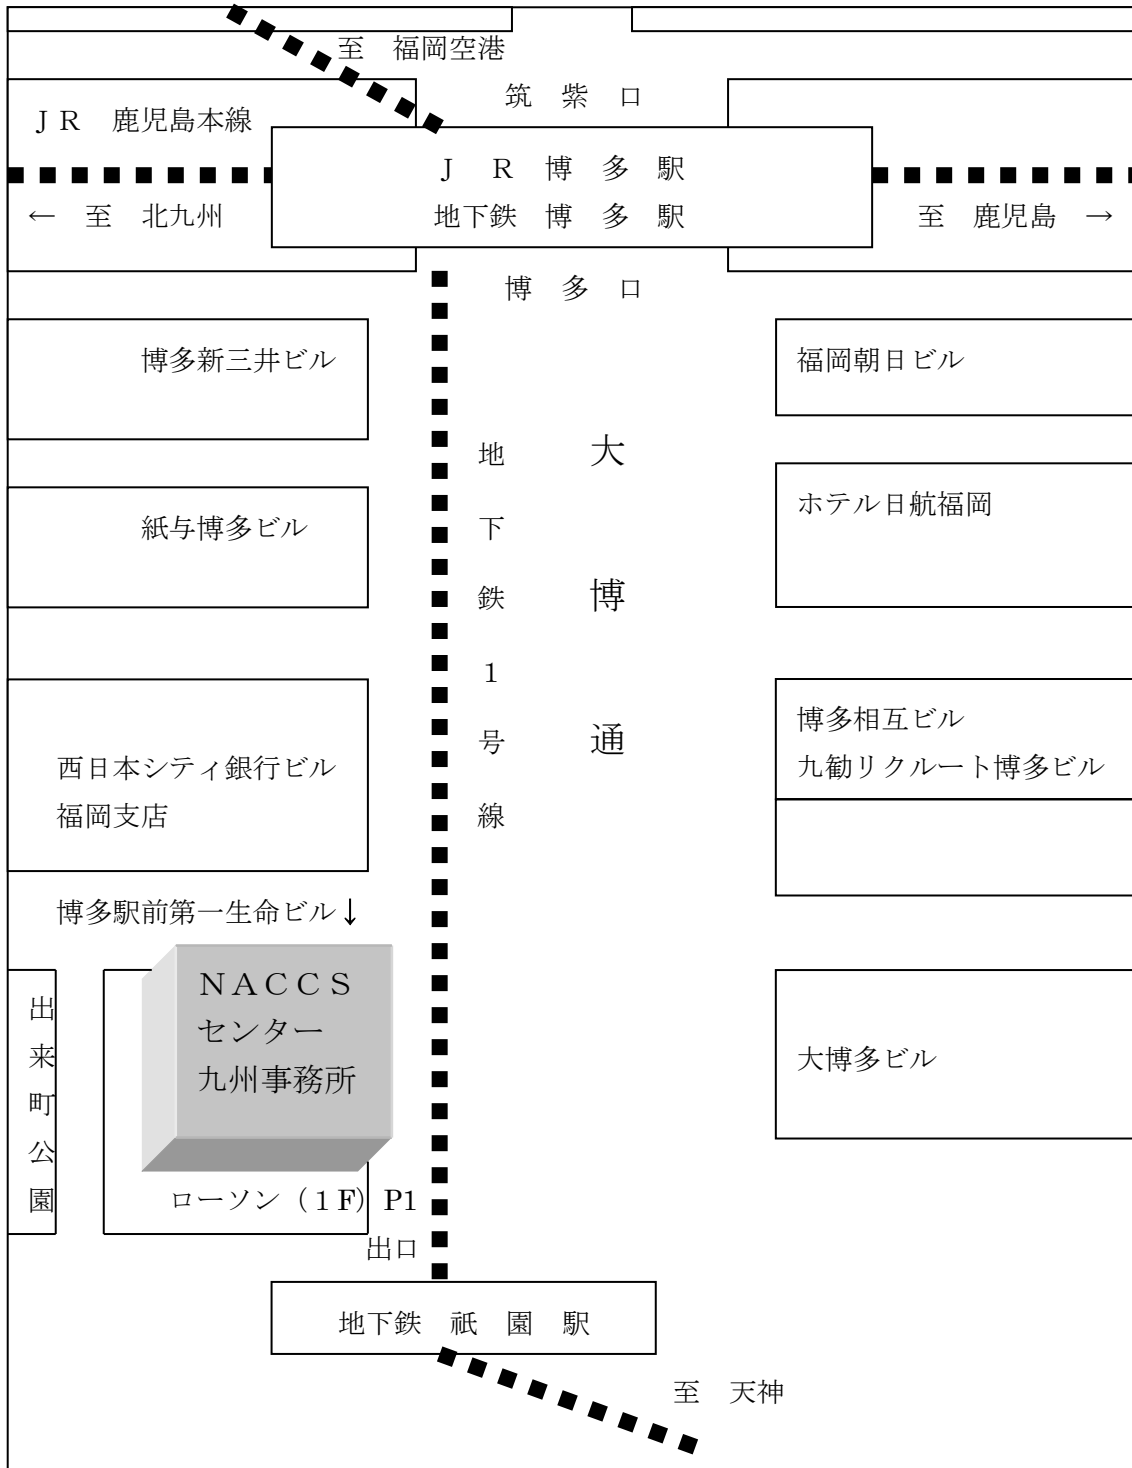 至　福岡空港
筑　紫　口
ＪＲ　鹿児島本線
Ｊ　Ｒ　博　多　駅
地下鉄　博　多　駅
←　至　北九州
至　鹿児島　→
博　多　口
博多新三井ビル
福岡朝日ビル
地下鉄１号線
大博通
紙与博多ビル
ホテル日航福岡
西日本シティ銀行ビル
福岡支店
博多相互ビル
九勧リクルート博多ビル
博多駅前第一生命ビル↓
ＮＡＣＣＳ
センター
九州事務所
出来町公園
大博多ビル
ローソン（１F）P1
出口
地下鉄　祇　園　駅
至　天神